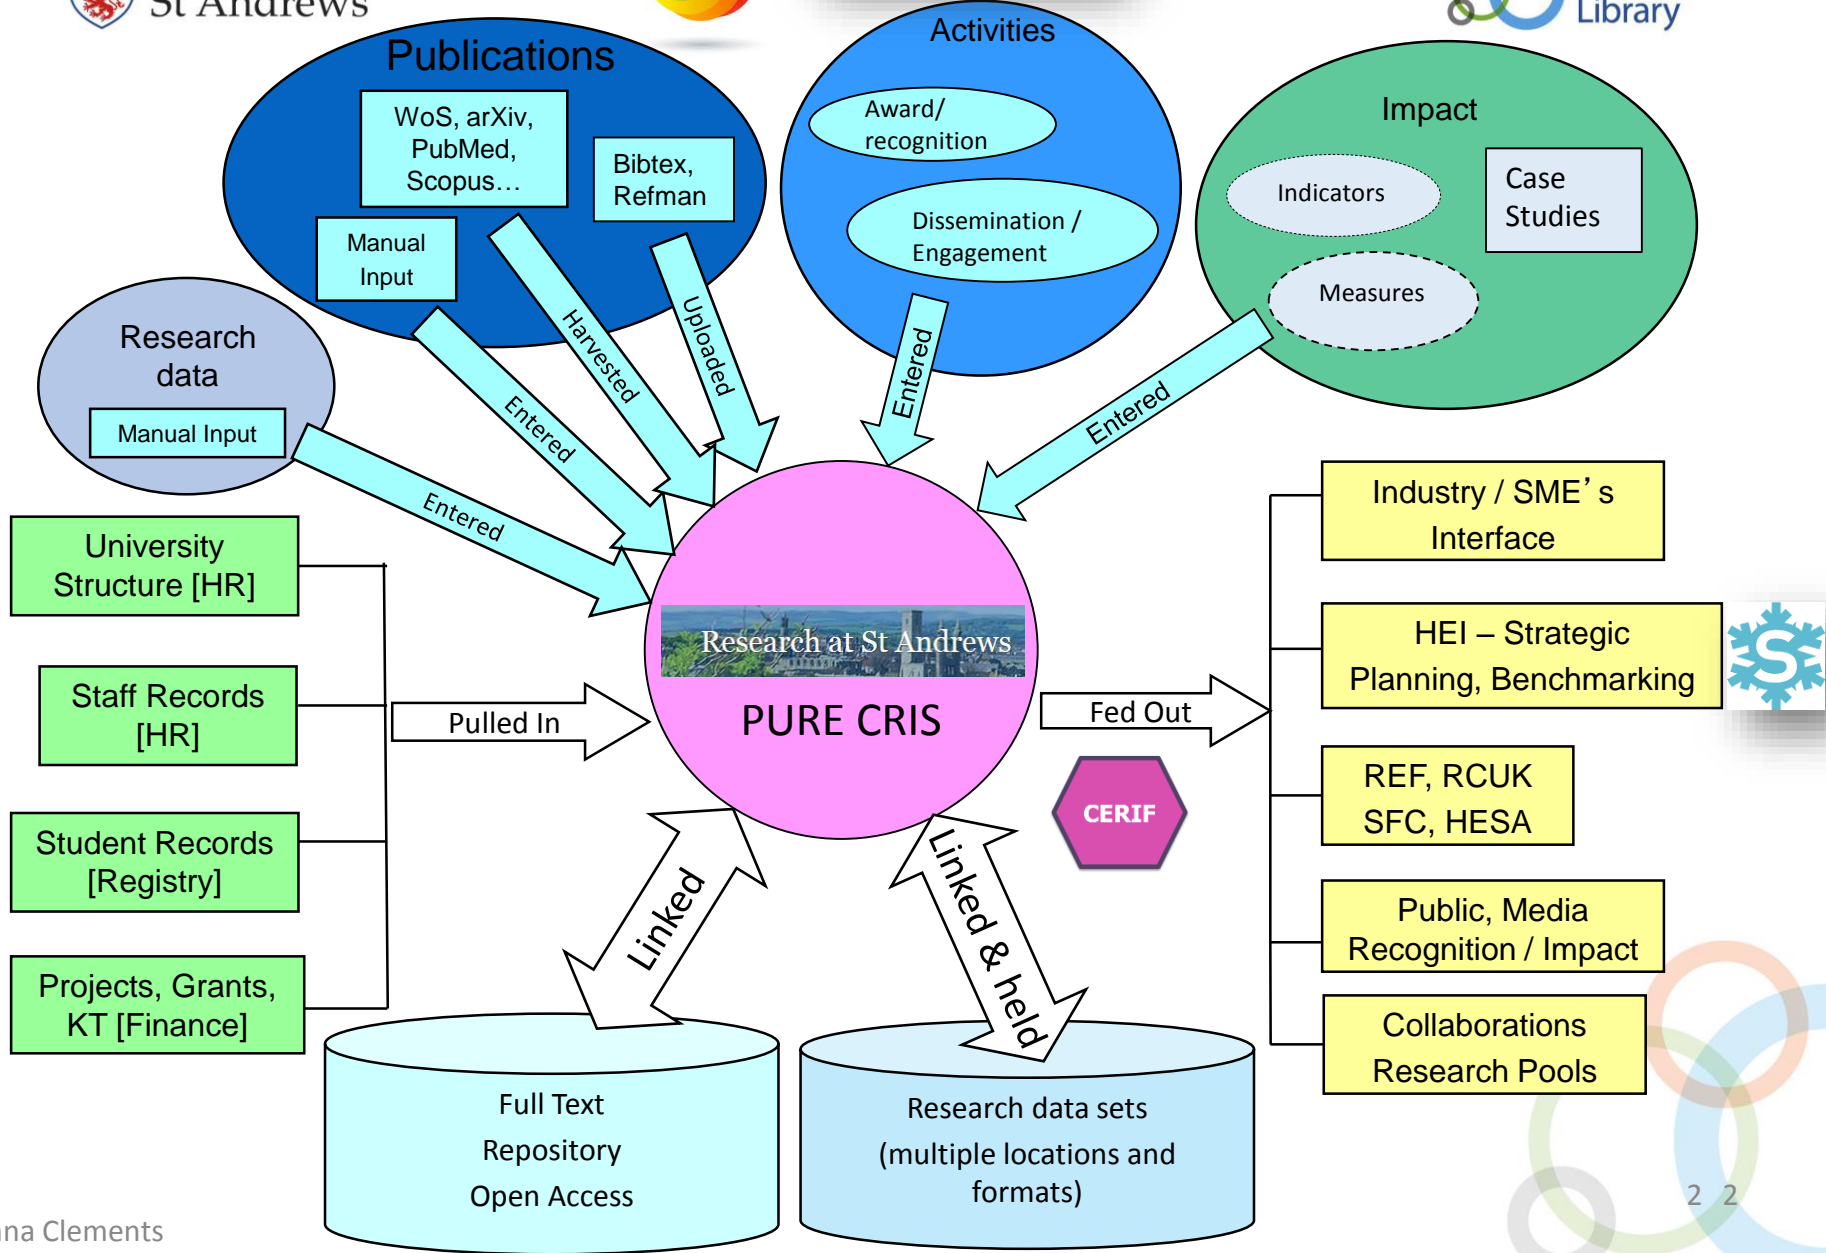 St Andrews
Library
Publications
WoS, arXiv,
PubMed,
Scopus…
Bibtex,
Refman
Manual
Input
Activities
Award/
recognition
Dissemination /
Engagement
Impact
Indicators
Case
Studies
Measures
Research
data
Manual Input
Entered
Entered
Harvested
Uploaded
Entered
Entered
University
Structure [HR]
Staff Records
[HR]
Student Records
[Registry]
Projects, Grants,
KT [Finance]
Pulled In
Research at St Andrews
PURE CRIS
Fed Out
CERIF
Industry / SME’s
Interface
HEI – Strategic
Planning, Benchmarking
S
REF, RCUK
SFC, HESA
Public, Media
Recognition / Impact
Collaborations
Research Pools
Linked
Linked & held
Full Text
Repository
Open Access
Research data sets
(multiple locations and
formats)
na Clements
2 2